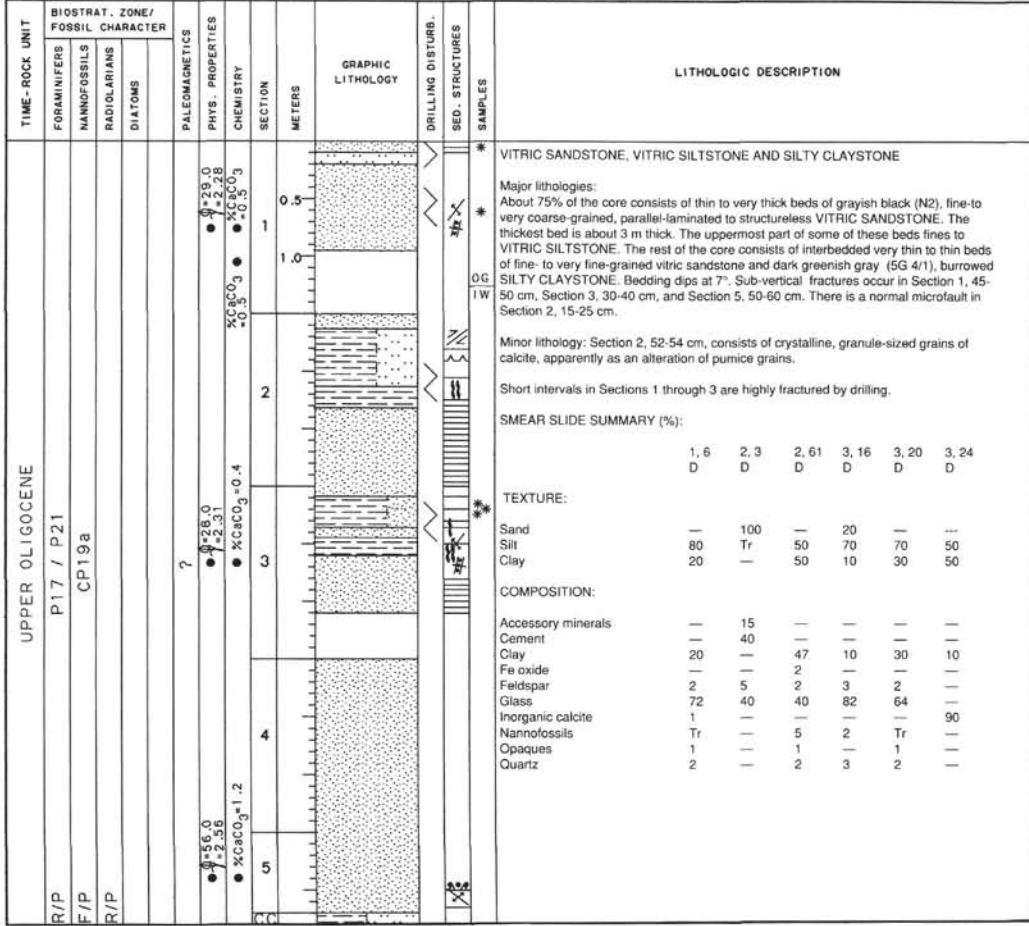 TIME-ROCK UNIT
BIOSTRAT. ZONE/
FOSSIL CHARACTER
FORAMINIFERS
NANNOFOSSILS
RADIOLARIANS
DIATOMS
PALEOMAGNETICS
PHYS. PROPERTIES
CHEMISTRY
SECTION
METERS
GRAPHIC
LITHOLOGY
DRILLING DISTURB.
SED. STRUCTURES
SAMPLES
LITHOLOGIC DESCRIPTION
UPPER OLIGOCENE
P17 / P21
R/P
CP19a
F/P
R/P
?
=29.0
=2.28
=28.0
=2.31
=56.0
=2.56
%CaCO3
=0.5
%CaCO3
=0.5
%CaCO3=0.4
%CaCO3=1.2
1
2
3
4
5
CC
0.5
1.0
*
*
OG
IW
*
*
*
VITRIC SANDSTONE, VITRIC SILTSTONE AND SILTY CLAYSTONE
Major lithologies:
About 75% of the core consists of thin to very thick beds of grayish black (N2), fine-to
very coarse-grained, parallel-laminated to structureless VITRIC SANDSTONE. The
thickest bed is about 3 m thick. The uppermost part of some of these beds fines to
VITRIC SILTSTONE. The rest of the core consists of interbedded very thin to thin beds
of fine- to very fine-grained vitric sandstone and dark greenish gray (5G 4/1), burrowed
SILTY CLAYSTONE. Bedding dips at 7°. Sub-vertical fractures occur in Section 1, 45-
50 cm, Section 3, 30-40 cm, and Section 5, 50-60 cm. There is a normal microfault in
Section 2, 15-25 cm.
Minor lithology: Section 2, 52-54 cm, consists of crystalline, granule-sized grains of
calcite, apparently as an alteration of pumice grains.
Short intervals in Sections 1 through 3 are highly fractured by drilling.
SMEAR SLIDE SUMMARY (%):
1, 6 2, 3 2, 61 3, 16 3, 20 3, 24
D D D D D D
TEXTURE:
Sand — 100 — 20 — —
Silt 80 Tr 50 70 70 50
Clay 20 — 50 10 30 50
COMPOSITION:
Accessory minerals — 15 — — — —
Cement — 40 — — — —
Clay 20 — 47 10 30 10
Fe oxide — — 2 — — —
Feldspar 2 5 2 3 2 —
Glass 72 40 40 82 64 —
Inorganic calcite 1 — — — — 90
Nannofossils Tr — 5 2 Tr —
Opaques 1 — 1 — 1 —
Quartz 2 — 2 3 2 —